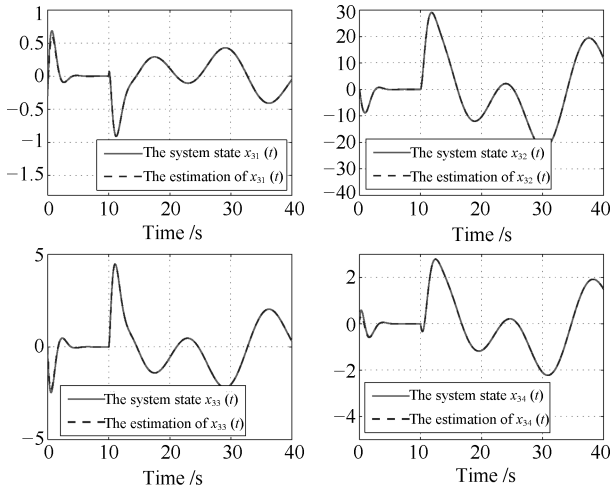 1
0.5
0
−0.5
−1
−1.5
0 10 20 30 40
Time /s
The system state x31 (t)
The estimation of x31 (t)
30
20
10
0
−10
−20
−30
−40
0 10 20 30 40
Time /s
The system state x32 (t)
The estimation of x32 (t)
5
0
−5
0 10 20 30 40
Time /s
The system state x33 (t)
The estimation of x33 (t)
2
0
−2
−4
0 10 20 30 40
Time /s
The system state x34 (t)
The estimation of x34 (t)